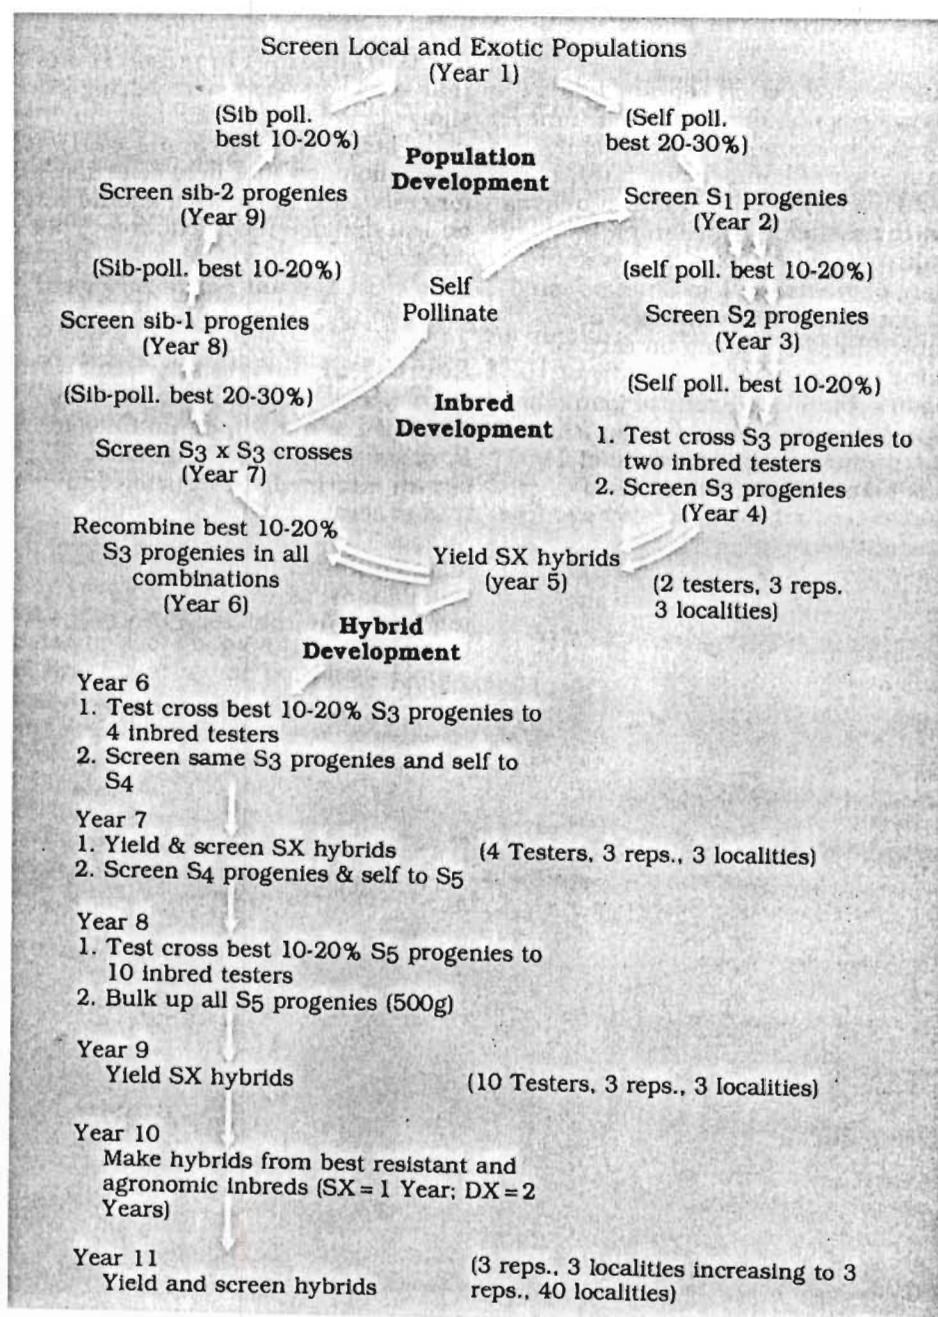 Screen Local and Exotic Populations
(Year 1)
(Sib poll.
best 10-20%)
(Self poll.
best 20-30%)
Population
Development
Screen sib-2 progenies
(Year 9)
Screen S1 progenies
(Year 2)
(Sib-poll. best 10-20%)
(self poll. best 10-20%)
Self
Pollinate
Screen sib-1 progenies
(Year 8)
Screen S2 progenies
(Year 3)
(Sib-poll. best 20-30%)
(Self poll. best 10-20%)
Inbred
Development
Screen S3 x S3 crosses
(Year 7)
1. Test cross S3 progenies to
two inbred testers
2. Screen S3 progenies
(Year 4)
Recombine best 10-20%
S3 progenies in all
combinations
(Year 6)
Yield SX hybrids
(year 5)
(2 testers, 3 reps.
3 localities)
Hybrid
Development
Year 6
1. Test cross best 10-20% S3 progenies to
4 inbred testers
2. Screen same S3 progenies and self to
S4
Year 7
1. Yield & screen SX hybrids
(4 Testers, 3 reps., 3 localities)
2. Screen S4 progenies & self to S5
Year 8
1. Test cross best 10-20% S5 progenies to
10 inbred testers
2. Bulk up all S5 progenies (500g)
Year 9
Yield SX hybrids
(10 Testers, 3 reps., 3 localities)
Year 10
Make hybrids from best resistant and
agronomic inbreds (SX = 1 Year; DX = 2
Years)
Year 11
Yield and screen hybrids
(3 reps., 3 localities increasing to 3
reps., 40 localities)